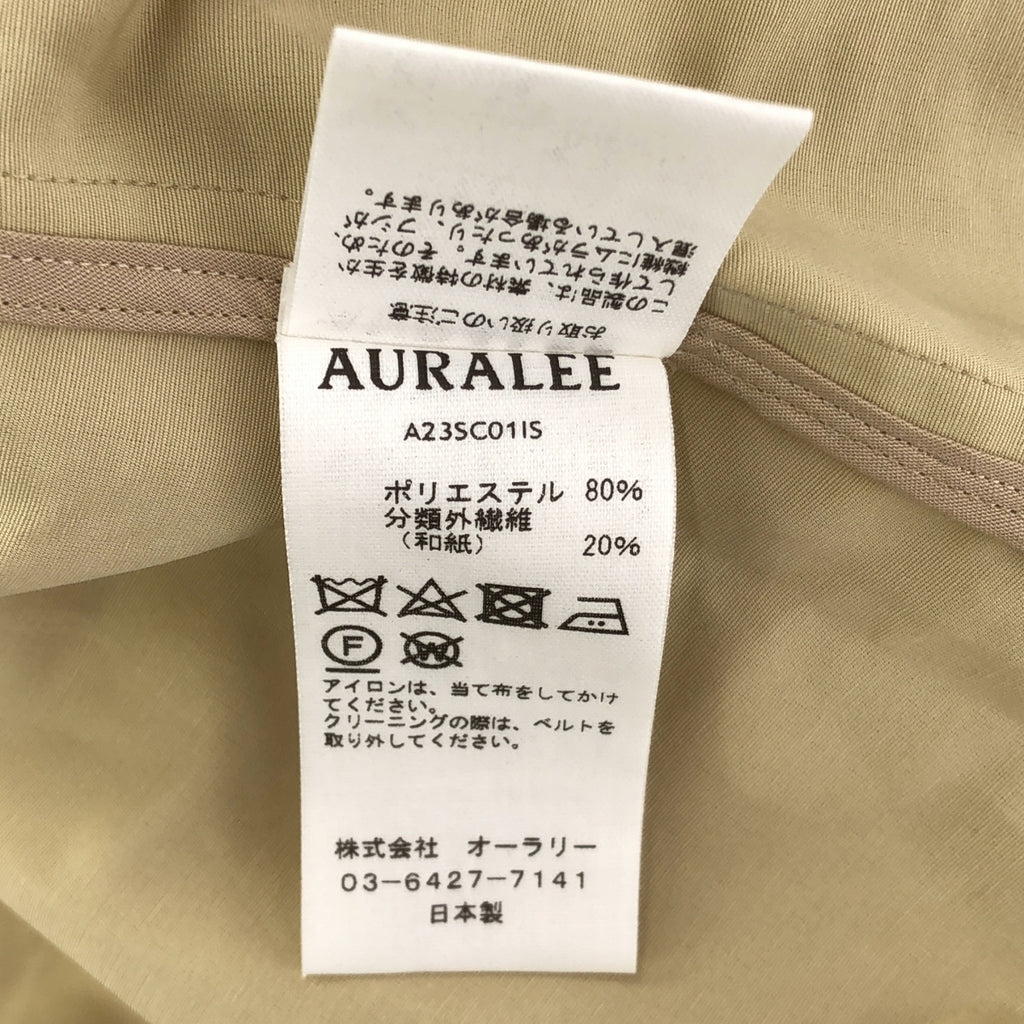 お取り扱いのご注意
この製品は、素材の特徴を生か
して作られています。そのため、
繊維にムラがあったり、フシが
混入している場合があります。
AURALEE
A23SC01IS
ポリエステル 80%
分類外繊維
（和紙） 20%
F
W
アイロンは、当て布をしてかけ
てください。
クリーニングの際は、ベルトを
取り外してください。
株式会社 オーラリー
03-6427-7141
日本製